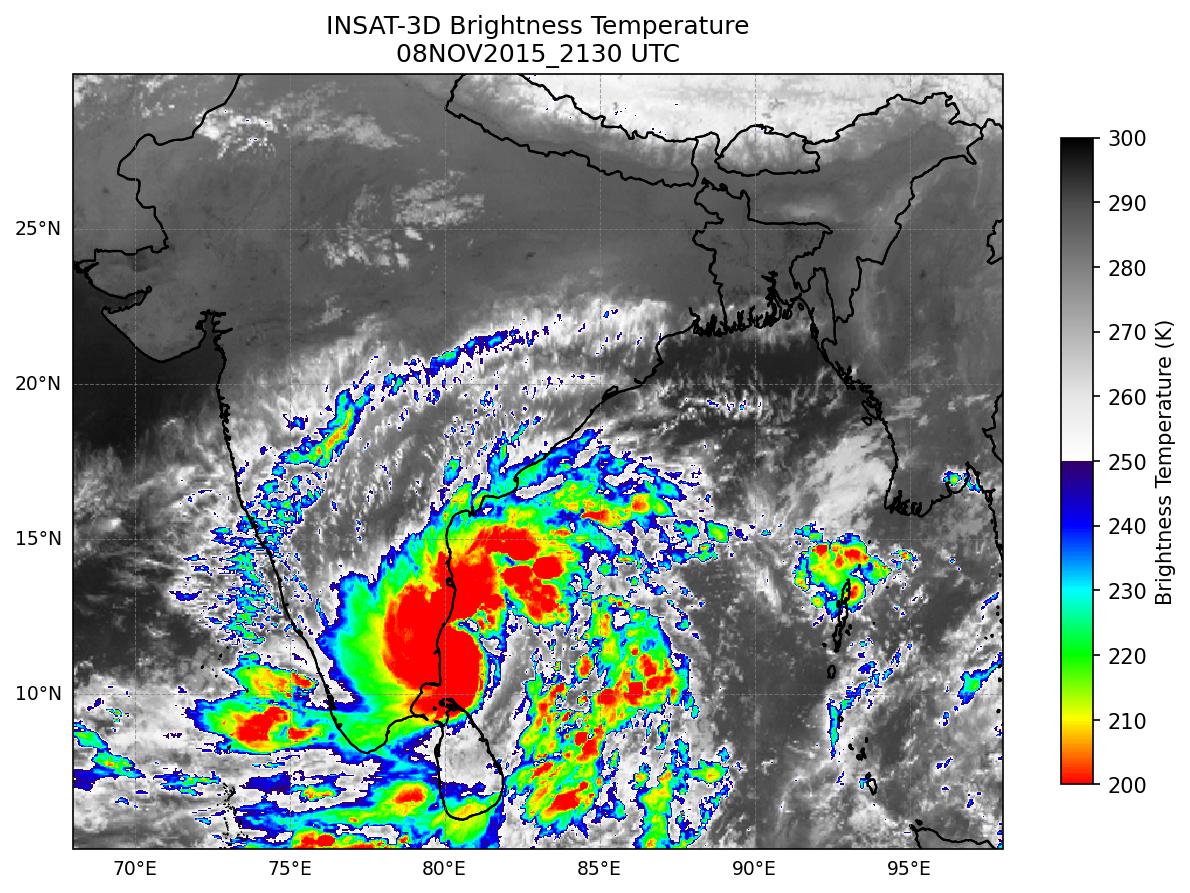 INSAT-3D Brightness Temperature
08NOV2015_2130 UTC
25°N
20°N
15°N
10°N
70°E
75°E
80°E
85°E
90°E
95°E
300
290
280
270
260
250
240
230
220
210
200
Brightness Temperature (K)